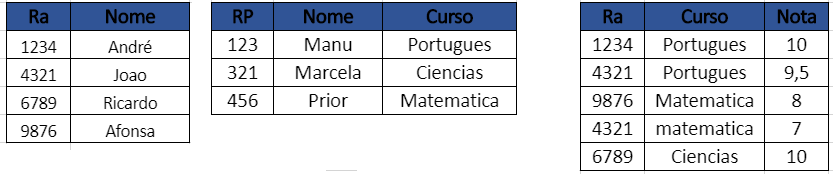 Ra Nome
1234 André
4321 Joao
6789 Ricardo
9876 Afonsa
RP Nome Curso
123 Manu Portugues
321 Marcela Ciencias
456 Prior Matematica
Ra Curso Nota
1234 Portugues 10
4321 Portugues 9,5
9876 Matematica 8
4321 matematica 7
6789 Ciencias 10